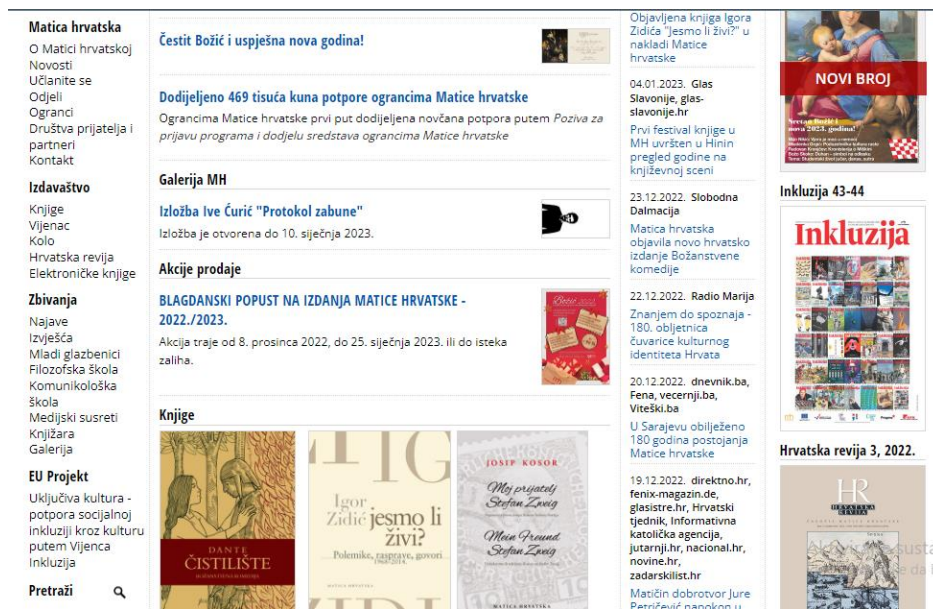 Matica hrvatska
O Matici hrvatskoj
Novosti
Učlanite se
Odjeli
Ogranci
Društva prijatelja i
partneri
Kontakt
Izdavaštvo
Knjige
Vijenac
Kolo
Hrvatska revija
Elektroničke knjige
Zbivanja
Najave
Izvješća
Mladi glazbenici
Filozofska škola
Komunikološka
škola
Medijski susreti
Knjižara
Galerija
EU Projekt
Uključiva kultura -
potpora socijalnoj
inkluziji kroz kulturu
putem Vijenca
Inkluzija
Pretraži
Čestit Božić i uspješna nova godina!
Dodijeljeno 469 tisuća kuna potpore ograncima Matice hrvatske
Ograncima Matice hrvatske prvi put dodijeljena novčana potpora putem Poziva za
prijavu programa i dodjelu sredstava ograncima Matice hrvatske
Galerija MH
Izložba Ive Ćurić "Protokol zabune"
Izložba je otvorena do 10. siječnja 2023.
Akcije prodaje
BLAGDANSKI POPUST NA IZDANJA MATICE HRVATSKE -
2022./2023.
Akcija traje od 8. prosinca 2022, do 25. siječnja 2023. ili do isteka
zaliha.
Božić
Knjige
DANTE
ČISTILIŠTE
Igor
Zidić jesmo li
živi?
Polemike, rasprave, govori
MATICA HRVATSKA
JOSIP KOSOR
Moj prijatelj
Stefan Zweig
Mein Freund
Stefan Zweig
MATICA HRVATSKA
Objavljena knjiga Igora
Zidića "Jesmo li živi?" u
nakladi Matice
hrvatske
04.01.2023. Glas
Slavonije, glas-
slavonije.hr
Prvi festival knjige u
MH uvršten u Hinin
pregled godine na
književnoj sceni
23.12.2022. Slobodna
Dalmacija
Matica hrvatska
objavila novo hrvatsko
izdanje Božanstvene
komedije
22.12.2022. Radio Marija
Znanjem do spoznaja -
180. obljetnica
čuvarice kulturnog
identiteta Hrvata
20.12.2022. dnevnik.ba,
Fena, vecernji.ba,
Viteški.ba
U Sarajevu obilježeno
180 godina postojanja
Matice hrvatske
19.12.2022. direktno.hr,
fenix-magazin.de,
glasistre.hr, Hrvatski
tjednik, Informativna
katolička agencija,
jutarnji.hr, nacional.hr,
novine.hr,
zadarskilist.hr
Matičin dobrotvor Jure
Petričević napokon u
NOVI BROJ
Sretan Božić i
nova 2023. godina!
Inkluzija 43-44
Inkluzija
Hrvatska revija 3, 2022.
HR
HRVATSKA
REVIJA